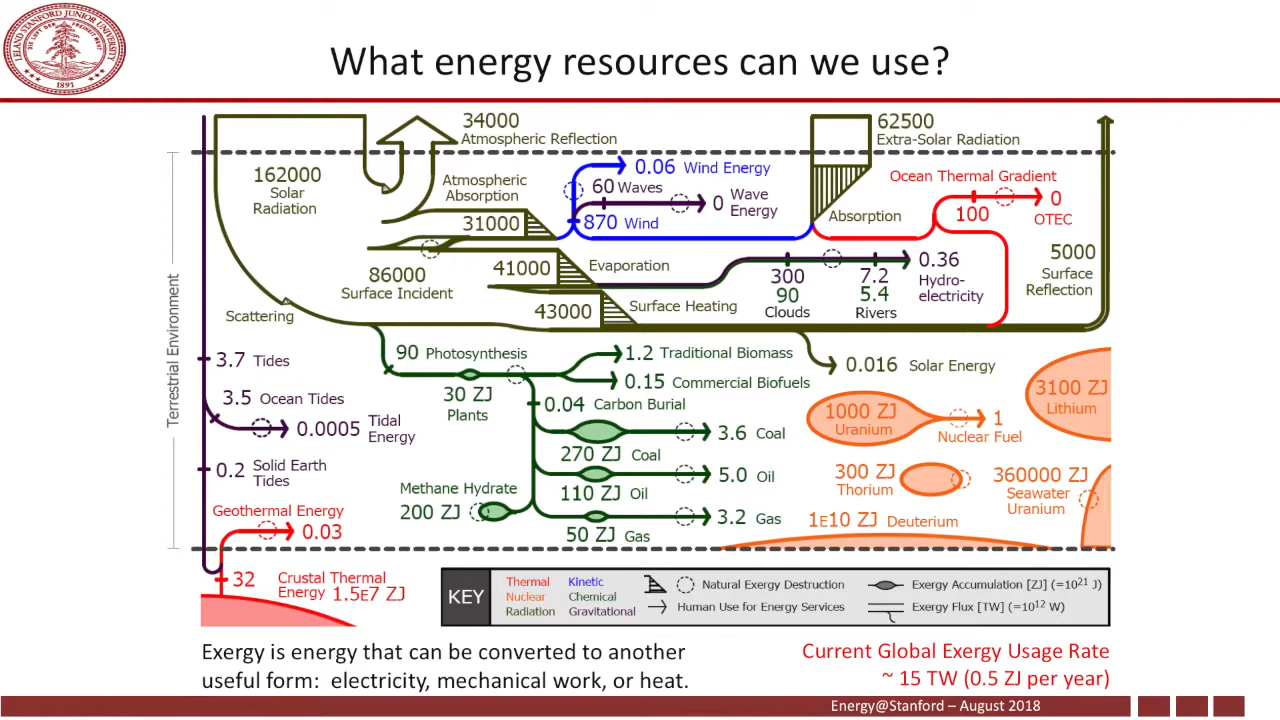 LELAND STANFORD JUNIOR UNIVERSITY
DIE LUFT DER FREIHEIT WEHT
1891
What energy resources can we use?
34000
Atmospheric Reflection
62500
Extra-Solar Radiation
162000
Solar
Radiation
Atmospheric
Absorption
31000
0.06 Wind Energy
60 Waves
0 Wave
Energy
870 Wind
Absorption
Ocean Thermal Gradient
100
0
OTEC
86000
Surface Incident
41000
Evaporation
43000
Surface Heating
300
90
Clouds
7.2
5.4
Rivers
0.36
Hydro-
electricity
5000
Surface
Reflection
Scattering
Terrestrial Environment
3.7 Tides
3.5 Ocean Tides
0.0005 Tidal
Energy
0.2 Solid Earth
Tides
90 Photosynthesis
30 ZJ
Plants
1.2 Traditional Biomass
0.15 Commercial Biofuels
0.04 Carbon Burial
3.6 Coal
270 ZJ Coal
5.0 Oil
110 ZJ Oil
Methane Hydrate
200 ZJ
3.2 Gas
50 ZJ Gas
0.016 Solar Energy
1000 ZJ
Uranium
1
Nuclear Fuel
3100 ZJ
Lithium
300 ZJ
Thorium
360000 ZJ
Seawater
Uranium
1E10 ZJ Deuterium
Geothermal Energy
0.03
32 Crustal Thermal
Energy 1.5E7 ZJ
KEY
Thermal Kinetic
Nuclear Chemical
Radiation Gravitational
Natural Exergy Destruction
Human Use for Energy Services
Exergy Accumulation [ZJ] (=10²¹ J)
Exergy Flux [TW] (=10¹² W)
Exergy is energy that can be converted to another
useful form: electricity, mechanical work, or heat.
Current Global Exergy Usage Rate
~ 15 TW (0.5 ZJ per year)
Energy@Stanford – August 2018